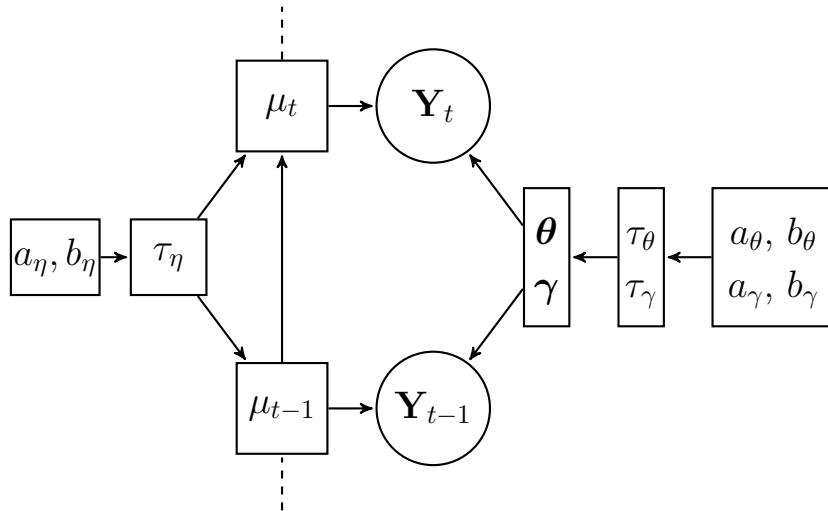 μ_t
𝐘_t
a_η, b_η
τ_η
𝜽
𝜸
τ_θ
τ_γ
a_θ, b_θ
a_γ, b_γ
μ_{t−1}
𝐘_{t−1}